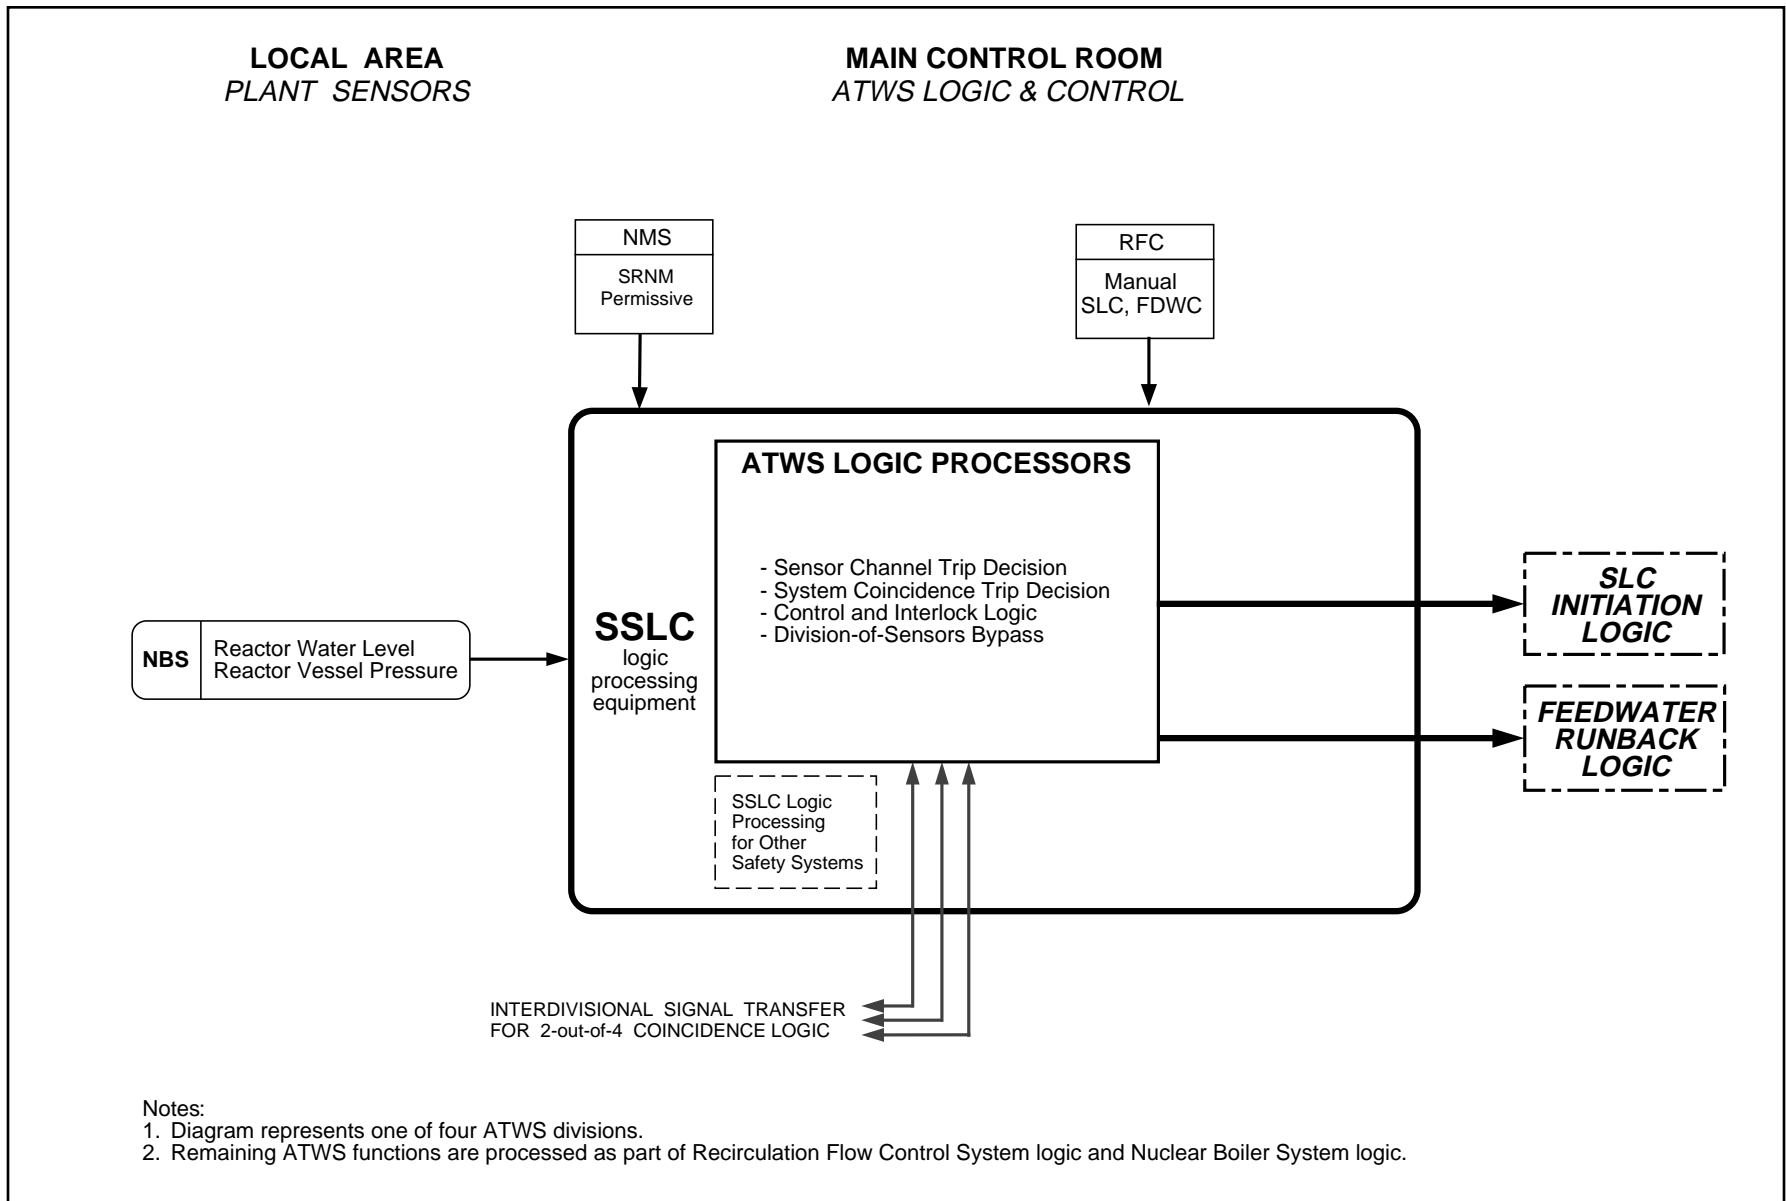 LOCAL AREA
PLANT SENSORS
MAIN CONTROL ROOM
ATWS LOGIC & CONTROL
NMS
SRNM
Permissive
RFC
Manual
SLC, FDWC
ATWS LOGIC PROCESSORS
- Sensor Channel Trip Decision
- System Coincidence Trip Decision
- Control and Interlock Logic
- Division-of-Sensors Bypass
SSLC
logic
processing
equipment
NBS
Reactor Water Level
Reactor Vessel Pressure
SLC
INITIATION
LOGIC
FEEDWATER
RUNBACK
LOGIC
SSLC Logic
Processing
for Other
Safety Systems
INTERDIVISIONAL SIGNAL TRANSFER
FOR 2-out-of-4 COINCIDENCE LOGIC
Notes:
1. Diagram represents one of four ATWS divisions.
2. Remaining ATWS functions are processed as part of Recirculation Flow Control System logic and Nuclear Boiler System logic.